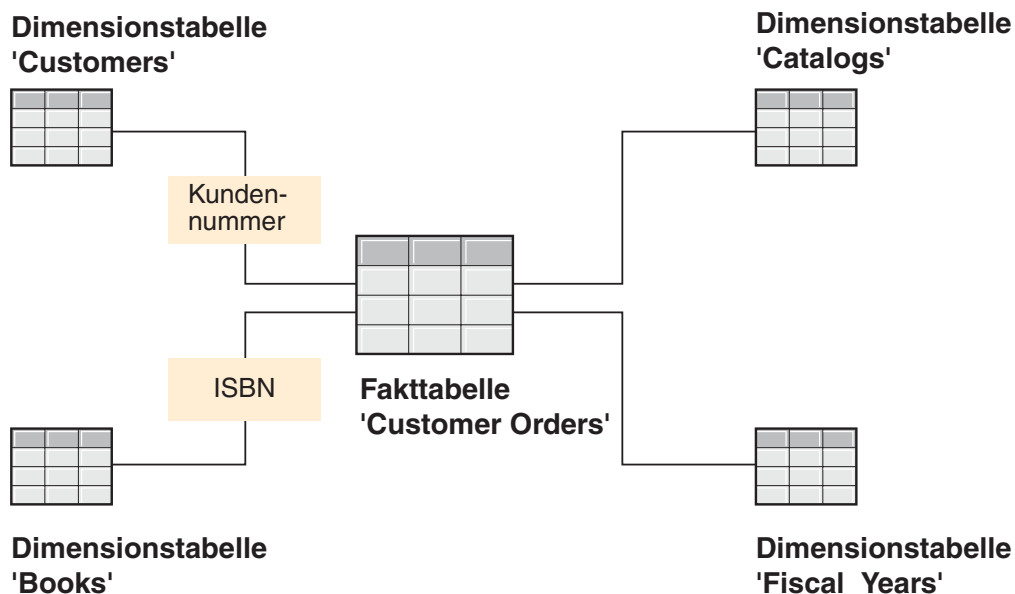 Dimensionstabelle
'Customers'
Dimensionstabelle
'Catalogs'
Kunden-
nummer
ISBN
Fakttabelle
'Customer Orders'
Dimensionstabelle
'Books'
Dimensionstabelle
'Fiscal Years'